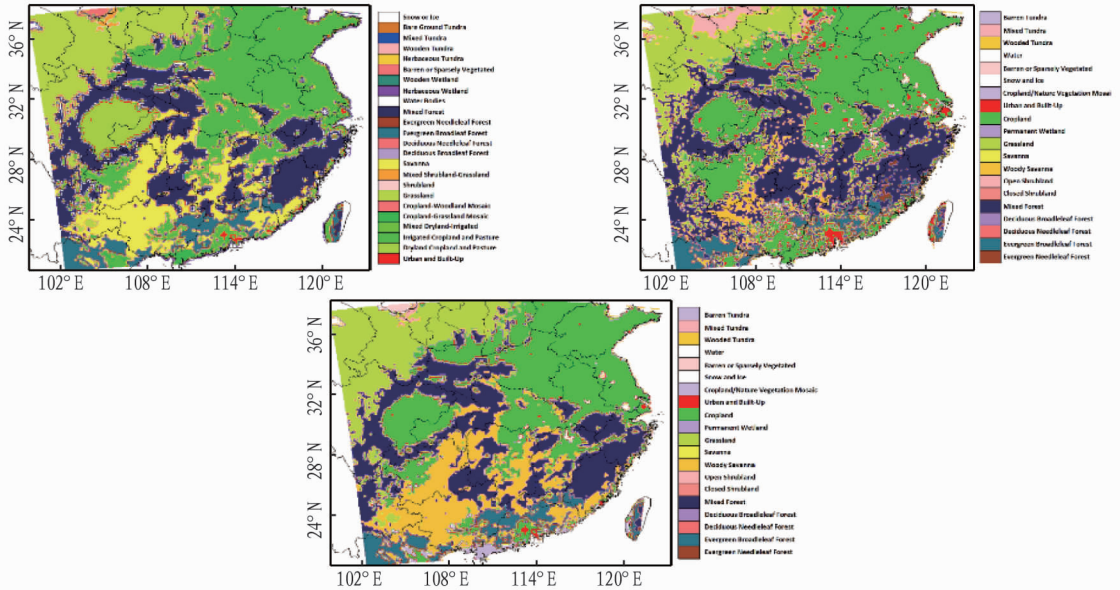 36° N
32° N
28° N
24° N
102° E
108° E
114° E
120° E
Snow or Ice
Bare Ground Tundra
Mixed Tundra
Wooden Tundra
Herbaceous Tundra
Barren or Sparsely Vegetated
Wooden Wetland
Herbaceous Wetland
Water Bodies
Mixed Forest
Evergreen Needleleaf Forest
Evergreen Broadleaf Forest
Deciduous Needleleaf Forest
Deciduous Broadleaf Forest
Savanna
Mixed Shrubland-Grassland
Shrubland
Grassland
Cropland-Woodland Mosaic
Cropland-Grassland Mosaic
Mixed Dryland-Irrigated
Irrigated Cropland and Pasture
Dryland Cropland and Pasture
Urban and Built-Up
36° N
32° N
28° N
24° N
102° E
108° E
114° E
120° E
Barren Tundra
Mixed Tundra
Wooded Tundra
Water
Barren or Sparsely Vegetated
Snow and Ice
Cropland/Nature Vegetation Mosai
Urban and Built-Up
Cropland
Permanent Wetland
Grassland
Savanna
Woody Savanna
Open Shrubland
Closed Shrubland
Mixed Forest
Deciduous Broadleaf Forest
Deciduous Needleleaf Forest
Evergreen Broadleaf Forest
Evergreen Needleleaf Forest
36° N
32° N
28° N
24° N
102° E
108° E
114° E
120° E
Barren Tundra
Mixed Tundra
Wooded Tundra
Water
Barren or Sparsely Vegetated
Snow and Ice
Cropland/Nature Vegetation Mosaic
Urban and Built-Up
Cropland
Permanent Wetland
Grassland
Savanna
Woody Savanna
Open Shrubland
Closed Shrubland
Mixed Forest
Deciduous Broadleaf Forest
Deciduous Needleleaf Forest
Evergreen Broadleaf Forest
Evergreen Needleleaf Forest